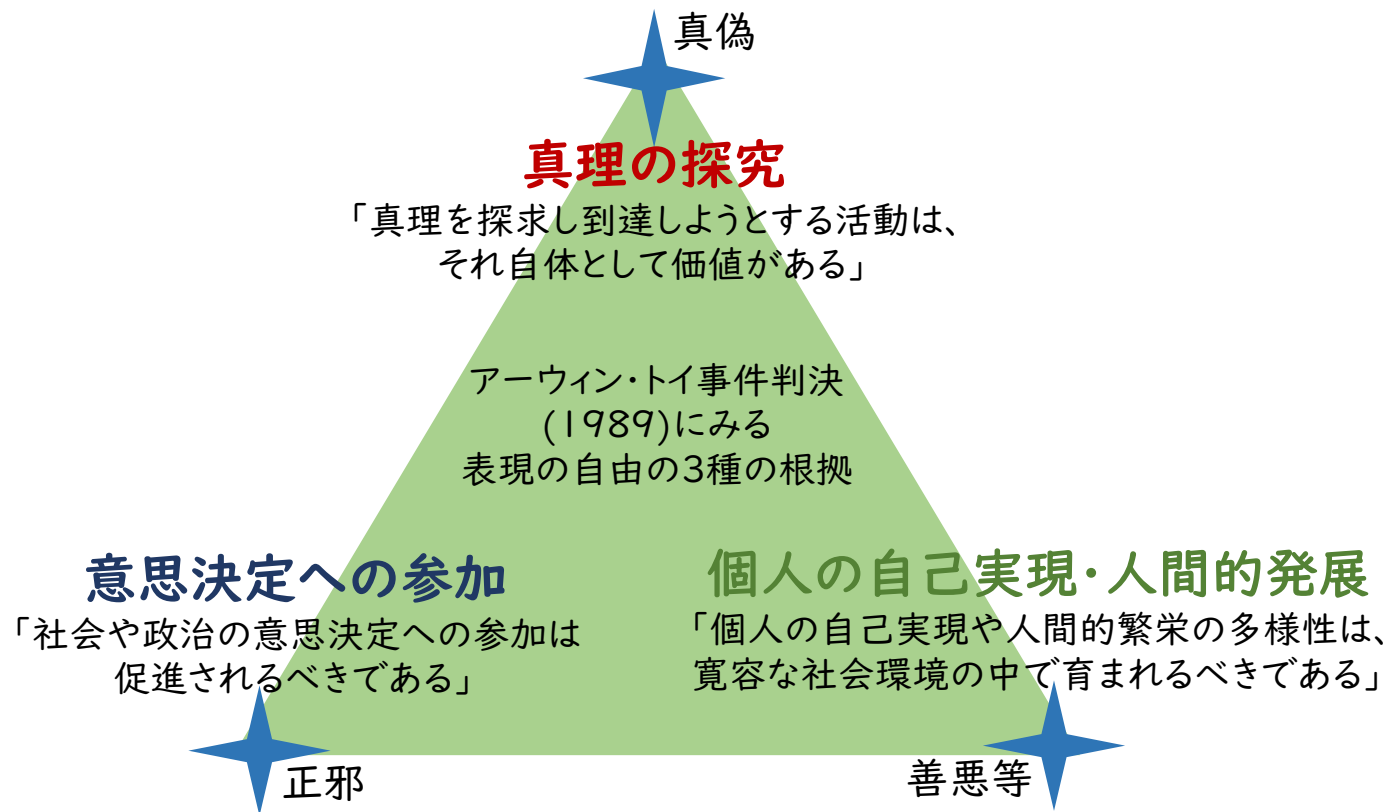 真偽
真理の探究
「真理を探求し到達しようとする活動は、
それ自体として価値がある」
アーウィン・トイ事件判決
(1989)にみる
表現の自由の3種の根拠
意思決定への参加
「社会や政治の意思決定への参加は
促進されるべきである」
正邪
個人の自己実現・人間的発展
「個人の自己実現や人間的繁栄の多様性は、
寛容な社会環境の中で育まれるべきである」
善悪等